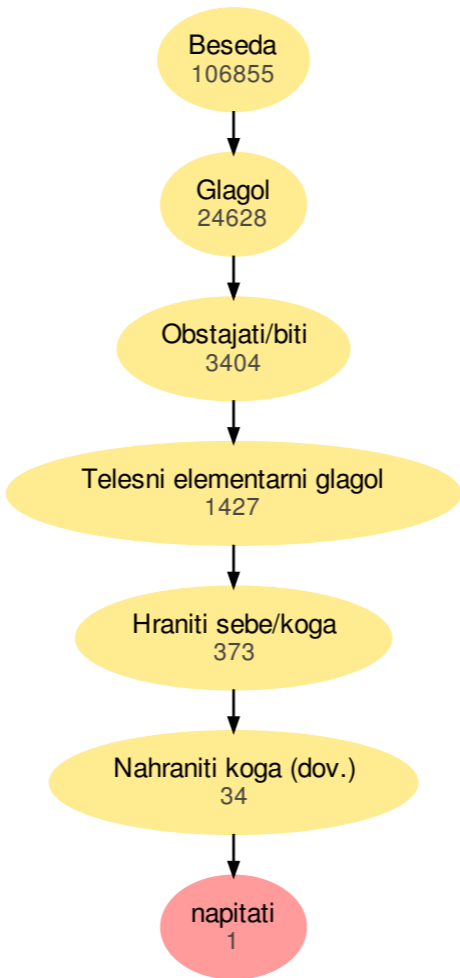 Beseda
106855
Glagol
24628
Obstajati/biti
3404
Telesni elementarni glagol
1427
Hraniti sebe/koga
373
Nahraniti koga (dov.)
34
napitati
1